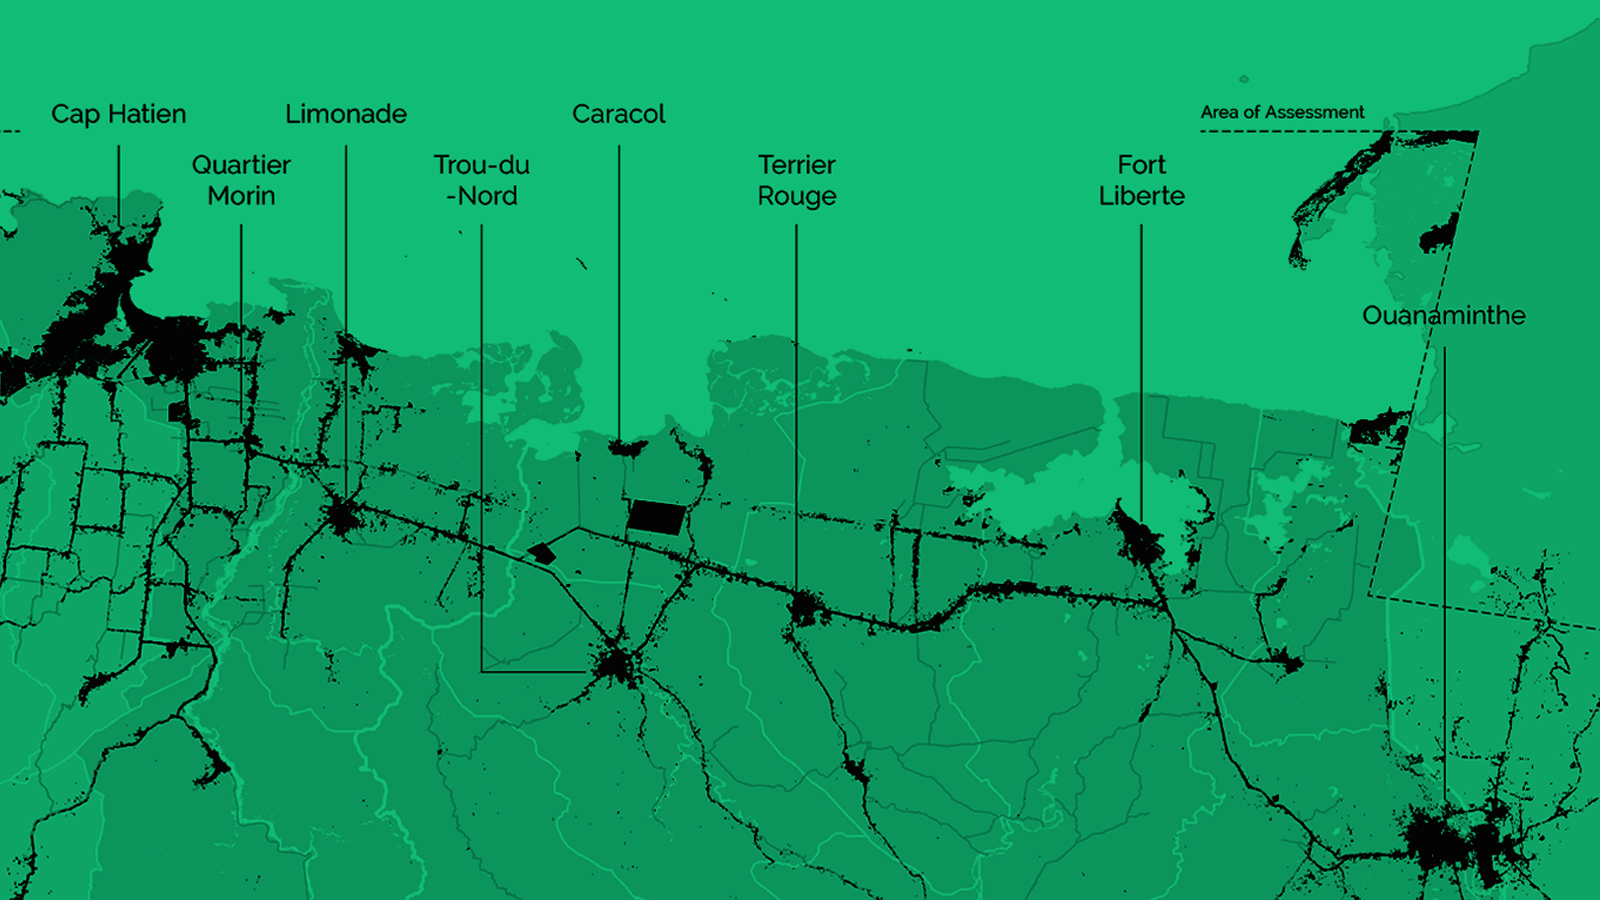 Cap Hatien
Limonade
Caracol
Area of Assessment
Quartier
Morin
Trou-du
-Nord
Terrier
Rouge
Fort
Liberte
Ouanaminthe